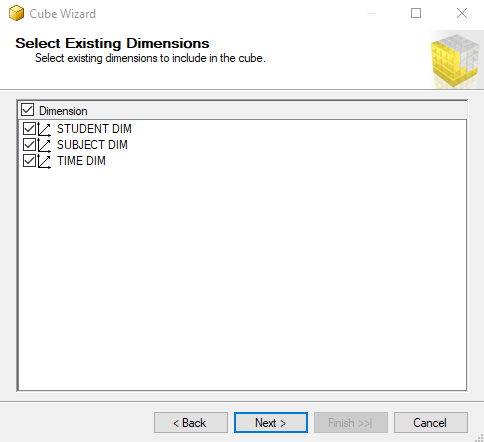 Cube Wizard
Select Existing Dimensions
Select existing dimensions to include in the cube.
Dimension
STUDENT DIM
SUBJECT DIM
TIME DIM
< Back
Next >
Finish >>|
Cancel